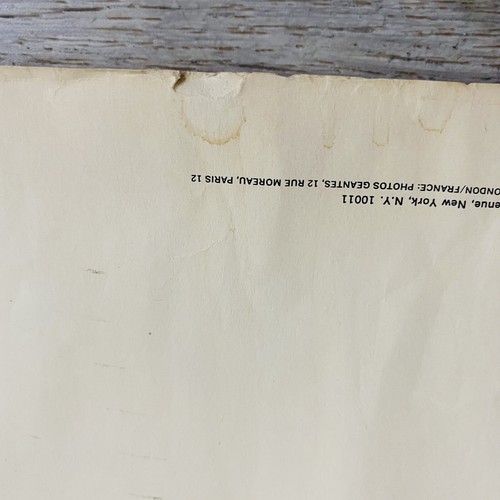 enue, New York, N.Y. 10011
ONDON/FRANCE: PHOTOS GEANTES, 12 RUE MOREAU, PARIS 12